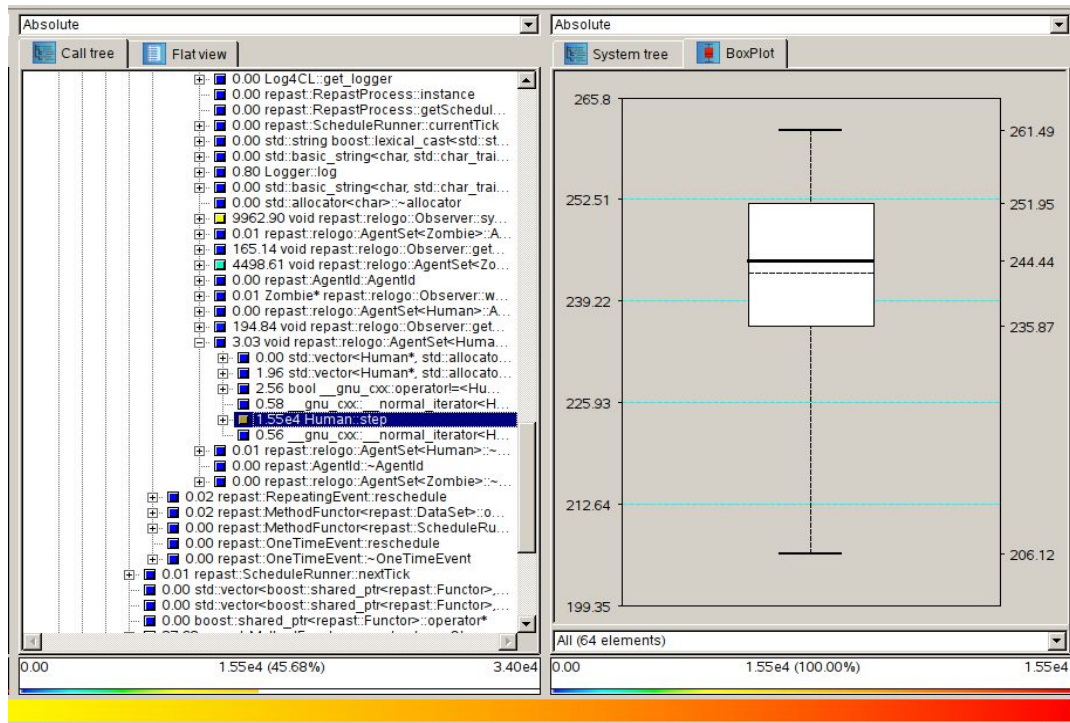 Absolute
Call tree
Flat view
0.00 Log4CL::get_logger
0.00 repast::RepastProcess::instance
0.00 repast::RepastProcess::getSchedul...
0.00 repast::ScheduleRunner::currentTick
0.00 std::string boost::lexical_cast<std::st...
0.00 std::basic_string<char, std::char_trai...
0.80 Logger::log
0.00 std::basic_string<char, std::char_trai...
0.00 std::allocator<char>::~allocator
9962.90 void repast::relogo::Observer::sy...
0.01 repast::relogo::AgentSet<Zombie>::A...
165.14 void repast::relogo::Observer::get...
4498.61 void repast::relogo::AgentSet<Zo...
0.00 repast::AgentId::AgentId
0.01 Zombie* repast::relogo::Observer::w...
0.00 repast::relogo::AgentSet<Human>::A...
194.84 void repast::relogo::Observer::get...
3.03 void repast::relogo::AgentSet<Huma...
0.00 std::vector<Human*, std::allocato...
1.96 std::vector<Human*, std::allocato...
2.56 bool __gnu_cxx::operator!=<Hu...
0.58 __gnu_cxx::__normal_iterator<H...
1.55e4 Human::step
0.56 __gnu_cxx::__normal_iterator<H...
0.01 repast::relogo::AgentSet<Human>::~...
0.00 repast::AgentId::~AgentId
0.00 repast::relogo::AgentSet<Zombie>::~...
0.02 repast::RepeatingEvent::reschedule
0.02 repast::MethodFunctor<repast::DataSet>::o...
0.00 repast::MethodFunctor<repast::ScheduleRu...
0.00 repast::OneTimeEvent::reschedule
0.00 repast::OneTimeEvent::~OneTimeEvent
0.01 repast::ScheduleRunner::nextTick
0.00 std::vector<boost::shared_ptr<repast::Functor>,...
0.00 std::vector<boost::shared_ptr<repast::Functor>,...
0.00 boost::shared_ptr<repast::Functor>::operator*
0.00 1.55e4 (45.68%) 3.40e4
Absolute
System tree
BoxPlot
265.8
261.49
252.51
251.95
244.44
239.22
235.87
225.93
212.64
206.12
199.35
All (64 elements)
0.00 1.55e4 (100.00%) 1.55e4